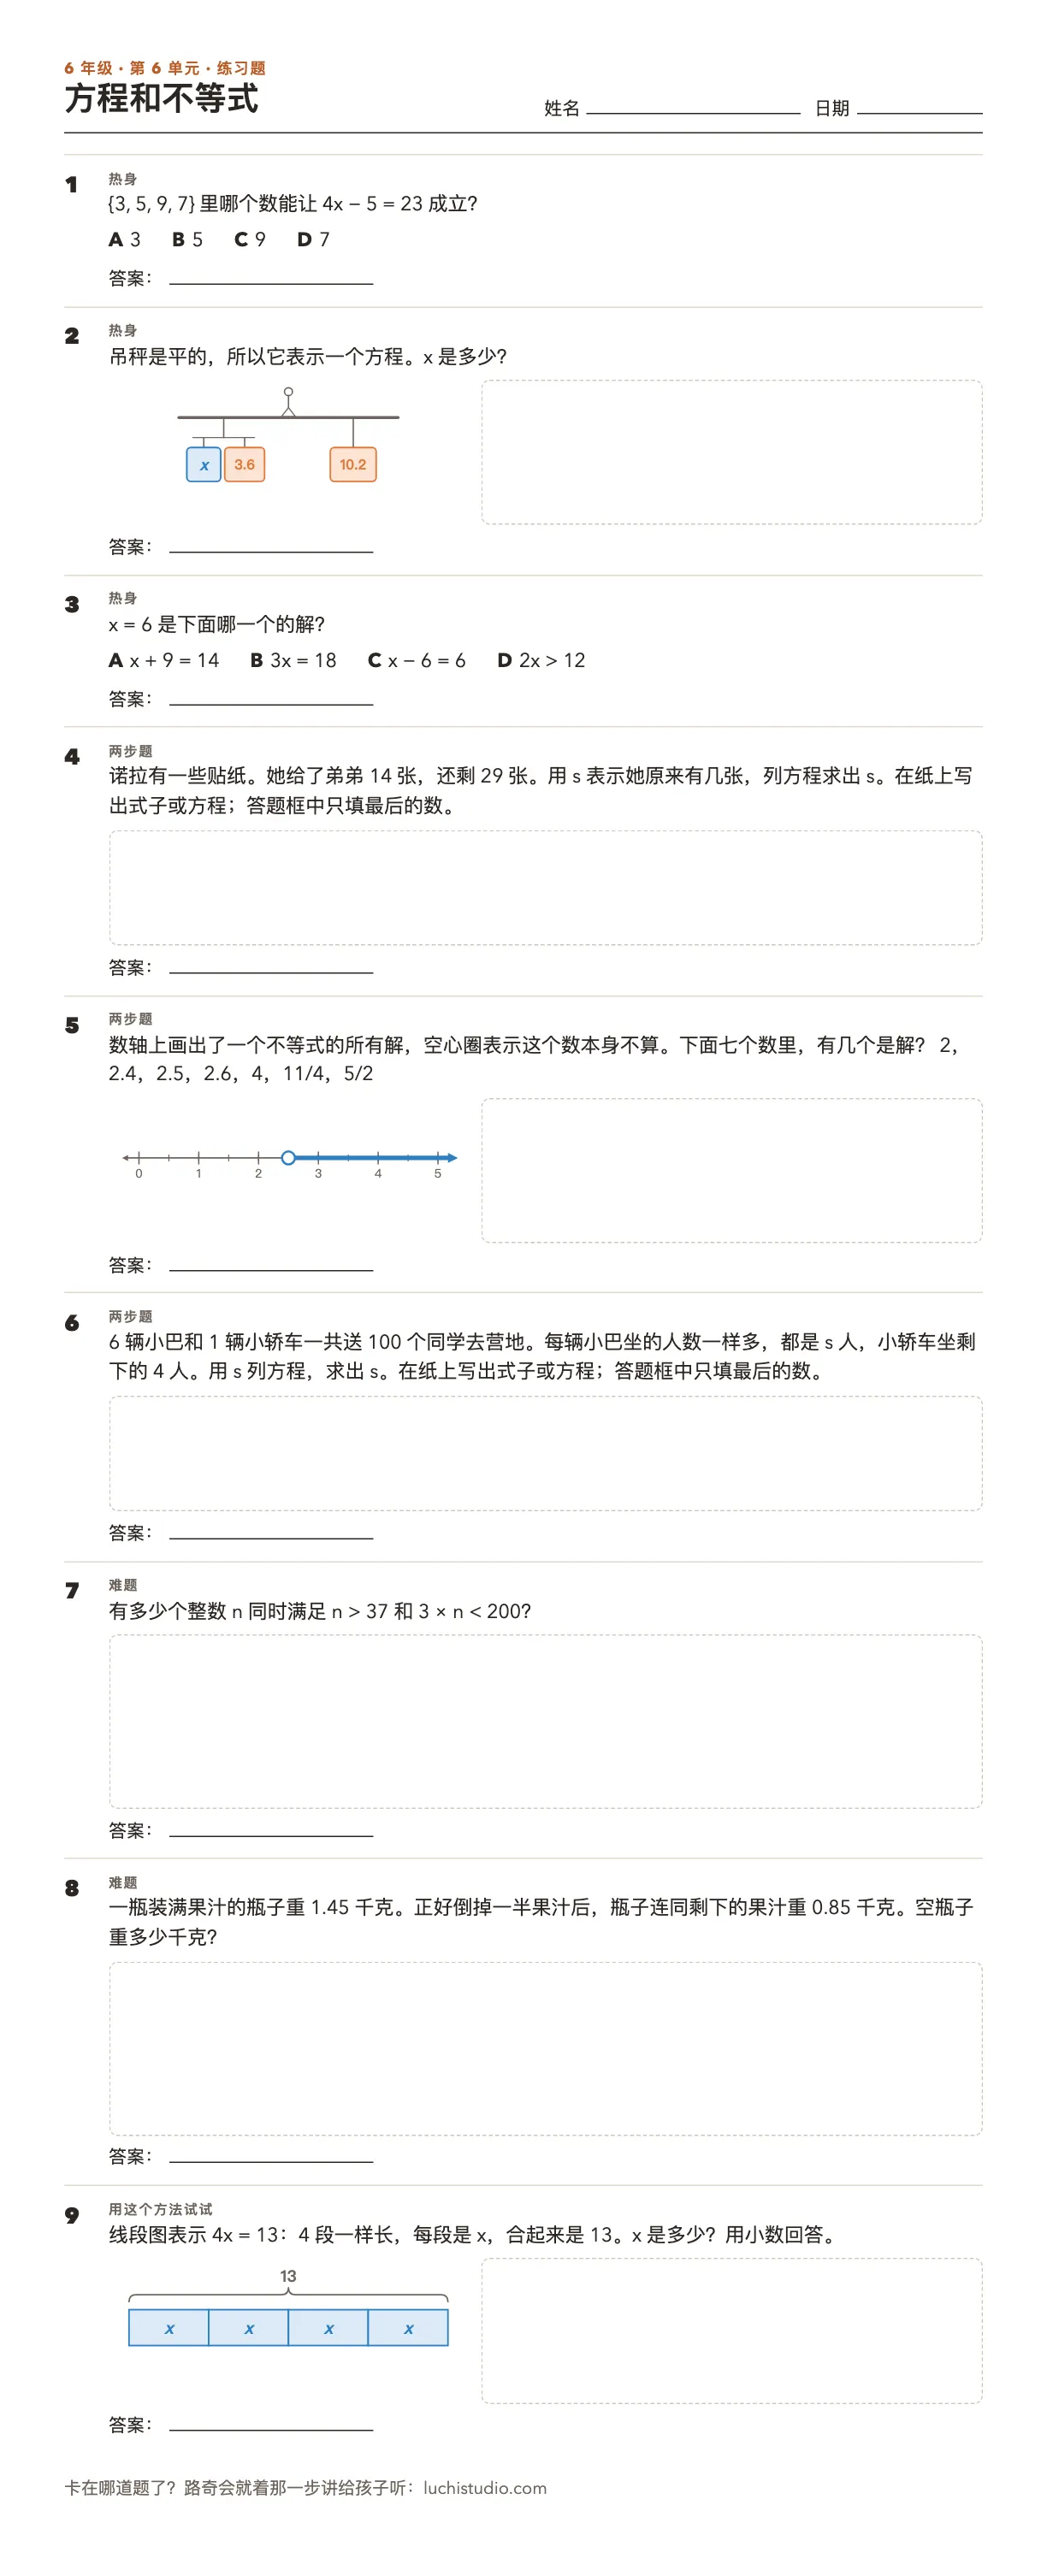 6 年级 · 第 6 单元 · 练习题
方程和不等式
姓名 日期
1
热身
{3, 5, 9, 7} 里哪个数能让 4x − 5 = 23 成立？
A 3 B 5 C 9 D 7
答案：
2
热身
吊秤是平的，所以它表示一个方程。x 是多少？
x 3.6 10.2
答案：
3
热身
x = 6 是下面哪一个的解？
A x + 9 = 14 B 3x = 18 C x − 6 = 6 D 2x > 12
答案：
4
两步题
诺拉有一些贴纸。她给了弟弟 14 张，还剩 29 张。用 s 表示她原来有几张，列方程求出 s。在纸上写
出式子或方程；答题框中只填最后的数。
答案：
5
两步题
数轴上画出了一个不等式的所有解，空心圈表示这个数本身不算。下面七个数里，有几个是解？ 2，
2.4，2.5，2.6，4，11/4，5/2
0 1 2 3 4 5
答案：
6
两步题
6 辆小巴和 1 辆小轿车一共送 100 个同学去营地。每辆小巴坐的人数一样多，都是 s 人，小轿车坐剩
下的 4 人。用 s 列方程，求出 s。在纸上写出式子或方程；答题框中只填最后的数。
答案：
7
难题
有多少个整数 n 同时满足 n > 37 和 3 × n < 200？
答案：
8
难题
一瓶装满果汁的瓶子重 1.45 千克。正好倒掉一半果汁后，瓶子连同剩下的果汁重 0.85 千克。空瓶子
重多少千克？
答案：
9
用这个方法试试
线段图表示 4x = 13：4 段一样长，每段是 x，合起来是 13。x 是多少？用小数回答。
13
x x x x
答案：
卡在哪道题了？路奇会就着那一步讲给孩子听：luchistudio.com